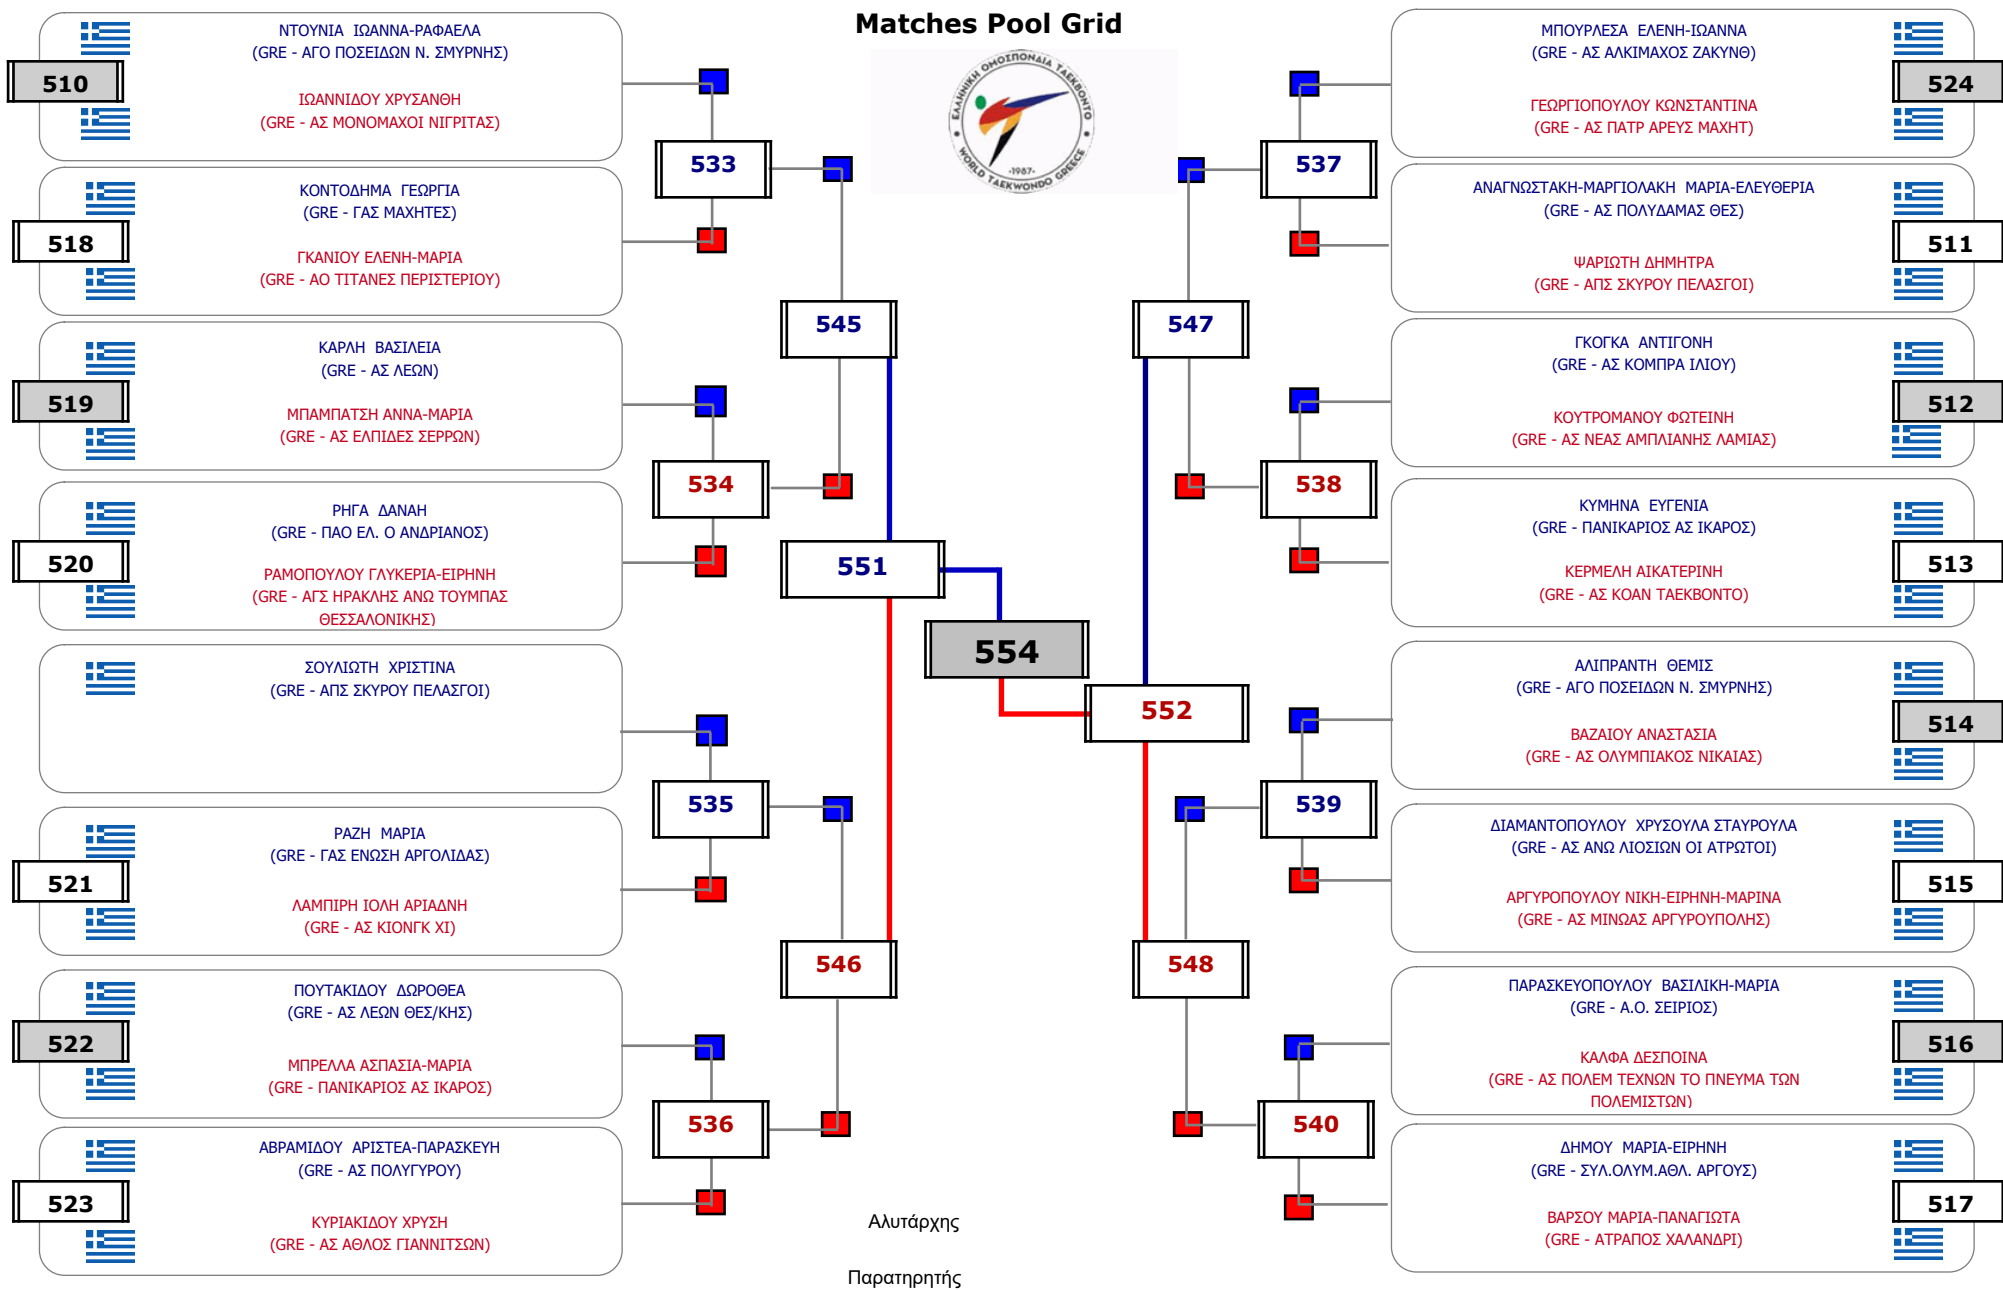 Matches Pool Grid
ΕΛΛΗΝΙΚΗ ΟΜΟΣΠΟΝΔΙΑ ΤΑΕΚΒΟΝΤΟ
-1987-
WORLD TAEKWONDO GREECE
510
ΝΤΟΥΝΙΑ ΙΩΑΝΝΑ-ΡΑΦΑΕΛΑ
(GRE - ΑΓΟ ΠΟΣΕΙΔΩΝ Ν. ΣΜΥΡΝΗΣ)
ΙΩΑΝΝΙΔΟΥ ΧΡΥΣΑΝΘΗ
(GRE - ΑΣ ΜΟΝΟΜΑΧΟΙ ΝΙΓΡΙΤΑΣ)
518
ΚΟΝΤΟΔΗΜΑ ΓΕΩΡΓΙΑ
(GRE - ΓΑΣ ΜΑΧΗΤΕΣ)
ΓΚΑΝΙΟΥ ΕΛΕΝΗ-ΜΑΡΙΑ
(GRE - ΑΟ ΤΙΤΑΝΕΣ ΠΕΡΙΣΤΕΡΙΟΥ)
519
ΚΑΡΛΗ ΒΑΣΙΛΕΙΑ
(GRE - ΑΣ ΛΕΩΝ)
ΜΠΑΜΠΑΤΣΗ ΑΝΝΑ-ΜΑΡΙΑ
(GRE - ΑΣ ΕΛΠΙΔΕΣ ΣΕΡΡΩΝ)
520
ΡΗΓΑ ΔΑΝΑΗ
(GRE - ΠΑΟ ΕΛ. Ο ΑΝΔΡΙΑΝΟΣ)
ΡΑΜΟΠΟΥΛΟΥ ΓΛΥΚΕΡΙΑ-ΕΙΡΗΝΗ
(GRE - ΑΓΣ ΗΡΑΚΛΗΣ ΑΝΩ ΤΟΥΜΠΑΣ
ΘΕΣΣΑΛΟΝΙΚΗΣ)
ΣΟΥΛΙΩΤΗ ΧΡΙΣΤΙΝΑ
(GRE - ΑΠΣ ΣΚΥΡΟΥ ΠΕΛΑΣΓΟΙ)
521
ΡΑΖΗ ΜΑΡΙΑ
(GRE - ΓΑΣ ΕΝΩΣΗ ΑΡΓΟΛΙΔΑΣ)
ΛΑΜΠΙΡΗ ΙΟΛΗ ΑΡΙΑΔΝΗ
(GRE - ΑΣ ΚΙΟΝΓΚ ΧΙ)
522
ΠΟΥΤΑΚΙΔΟΥ ΔΩΡΟΘΕΑ
(GRE - ΑΣ ΛΕΩΝ ΘΕΣ/ΚΗΣ)
ΜΠΡΕΛΛΑ ΑΣΠΑΣΙΑ-ΜΑΡΙΑ
(GRE - ΠΑΝΙΚΑΡΙΟΣ ΑΣ ΙΚΑΡΟΣ)
523
ΑΒΡΑΜΙΔΟΥ ΑΡΙΣΤΕΑ-ΠΑΡΑΣΚΕΥΗ
(GRE - ΑΣ ΠΟΛΥΓΥΡΟΥ)
ΚΥΡΙΑΚΙΔΟΥ ΧΡΥΣΗ
(GRE - ΑΣ ΑΘΛΟΣ ΓΙΑΝΝΙΤΣΩΝ)
533
534
535
536
545
546
551
554
552
547
548
537
538
539
540
ΜΠΟΥΡΛΕΣΑ ΕΛΕΝΗ-ΙΩΑΝΝΑ
(GRE - ΑΣ ΑΛΚΙΜΑΧΟΣ ΖΑΚΥΝΘ)
524
ΓΕΩΡΓΙΟΠΟΥΛΟΥ ΚΩΝΣΤΑΝΤΙΝΑ
(GRE - ΑΣ ΠΑΤΡ ΑΡΕΥΣ ΜΑΧΗΤ)
ΑΝΑΓΝΩΣΤΑΚΗ-ΜΑΡΓΙΟΛΑΚΗ ΜΑΡΙΑ-ΕΛΕΥΘΕΡΙΑ
(GRE - ΑΣ ΠΟΛΥΔΑΜΑΣ ΘΕΣ)
511
ΨΑΡΙΩΤΗ ΔΗΜΗΤΡΑ
(GRE - ΑΠΣ ΣΚΥΡΟΥ ΠΕΛΑΣΓΟΙ)
ΓΚΟΓΚΑ ΑΝΤΙΓΟΝΗ
(GRE - ΑΣ ΚΟΜΠΡΑ ΙΛΙΟΥ)
512
ΚΟΥΤΡΟΜΑΝΟΥ ΦΩΤΕΙΝΗ
(GRE - ΑΣ ΝΕΑΣ ΑΜΠΛΙΑΝΗΣ ΛΑΜΙΑΣ)
ΚΥΜΗΝΑ ΕΥΓΕΝΙΑ
(GRE - ΠΑΝΙΚΑΡΙΟΣ ΑΣ ΙΚΑΡΟΣ)
513
ΚΕΡΜΕΛΗ ΑΙΚΑΤΕΡΙΝΗ
(GRE - ΑΣ ΚΟΑΝ ΤΑΕΚΒΟΝΤΟ)
ΑΛΙΠΡΑΝΤΗ ΘΕΜΙΣ
(GRE - ΑΓΟ ΠΟΣΕΙΔΩΝ Ν. ΣΜΥΡΝΗΣ)
514
ΒΑΖΑΙΟΥ ΑΝΑΣΤΑΣΙΑ
(GRE - ΑΣ ΟΛΥΜΠΙΑΚΟΣ ΝΙΚΑΙΑΣ)
ΔΙΑΜΑΝΤΟΠΟΥΛΟΥ ΧΡΥΣΟΥΛΑ ΣΤΑΥΡΟΥΛΑ
(GRE - ΑΣ ΑΝΩ ΛΙΟΣΙΩΝ ΟΙ ΑΤΡΩΤΟΙ)
515
ΑΡΓΥΡΟΠΟΥΛΟΥ ΝΙΚΗ-ΕΙΡΗΝΗ-ΜΑΡΙΝΑ
(GRE - ΑΣ ΜΙΝΩΑΣ ΑΡΓΥΡΟΥΠΟΛΗΣ)
ΠΑΡΑΣΚΕΥΟΠΟΥΛΟΥ ΒΑΣΙΛΙΚΗ-ΜΑΡΙΑ
(GRE - Α.Ο. ΣΕΙΡΙΟΣ)
516
ΚΑΛΦΑ ΔΕΣΠΟΙΝΑ
(GRE - ΑΣ ΠΟΛΕΜ ΤΕΧΝΩΝ ΤΟ ΠΝΕΥΜΑ ΤΩΝ
ΠΟΛΕΜΙΣΤΩΝ)
ΔΗΜΟΥ ΜΑΡΙΑ-ΕΙΡΗΝΗ
(GRE - ΣΥΛ.ΟΛΥΜ.ΑΘΛ. ΑΡΓΟΥΣ)
517
ΒΑΡΣΟΥ ΜΑΡΙΑ-ΠΑΝΑΓΙΩΤΑ
(GRE - ΑΤΡΑΠΟΣ ΧΑΛΑΝΔΡΙ)
Αλυτάρχης
Παρατηρητής